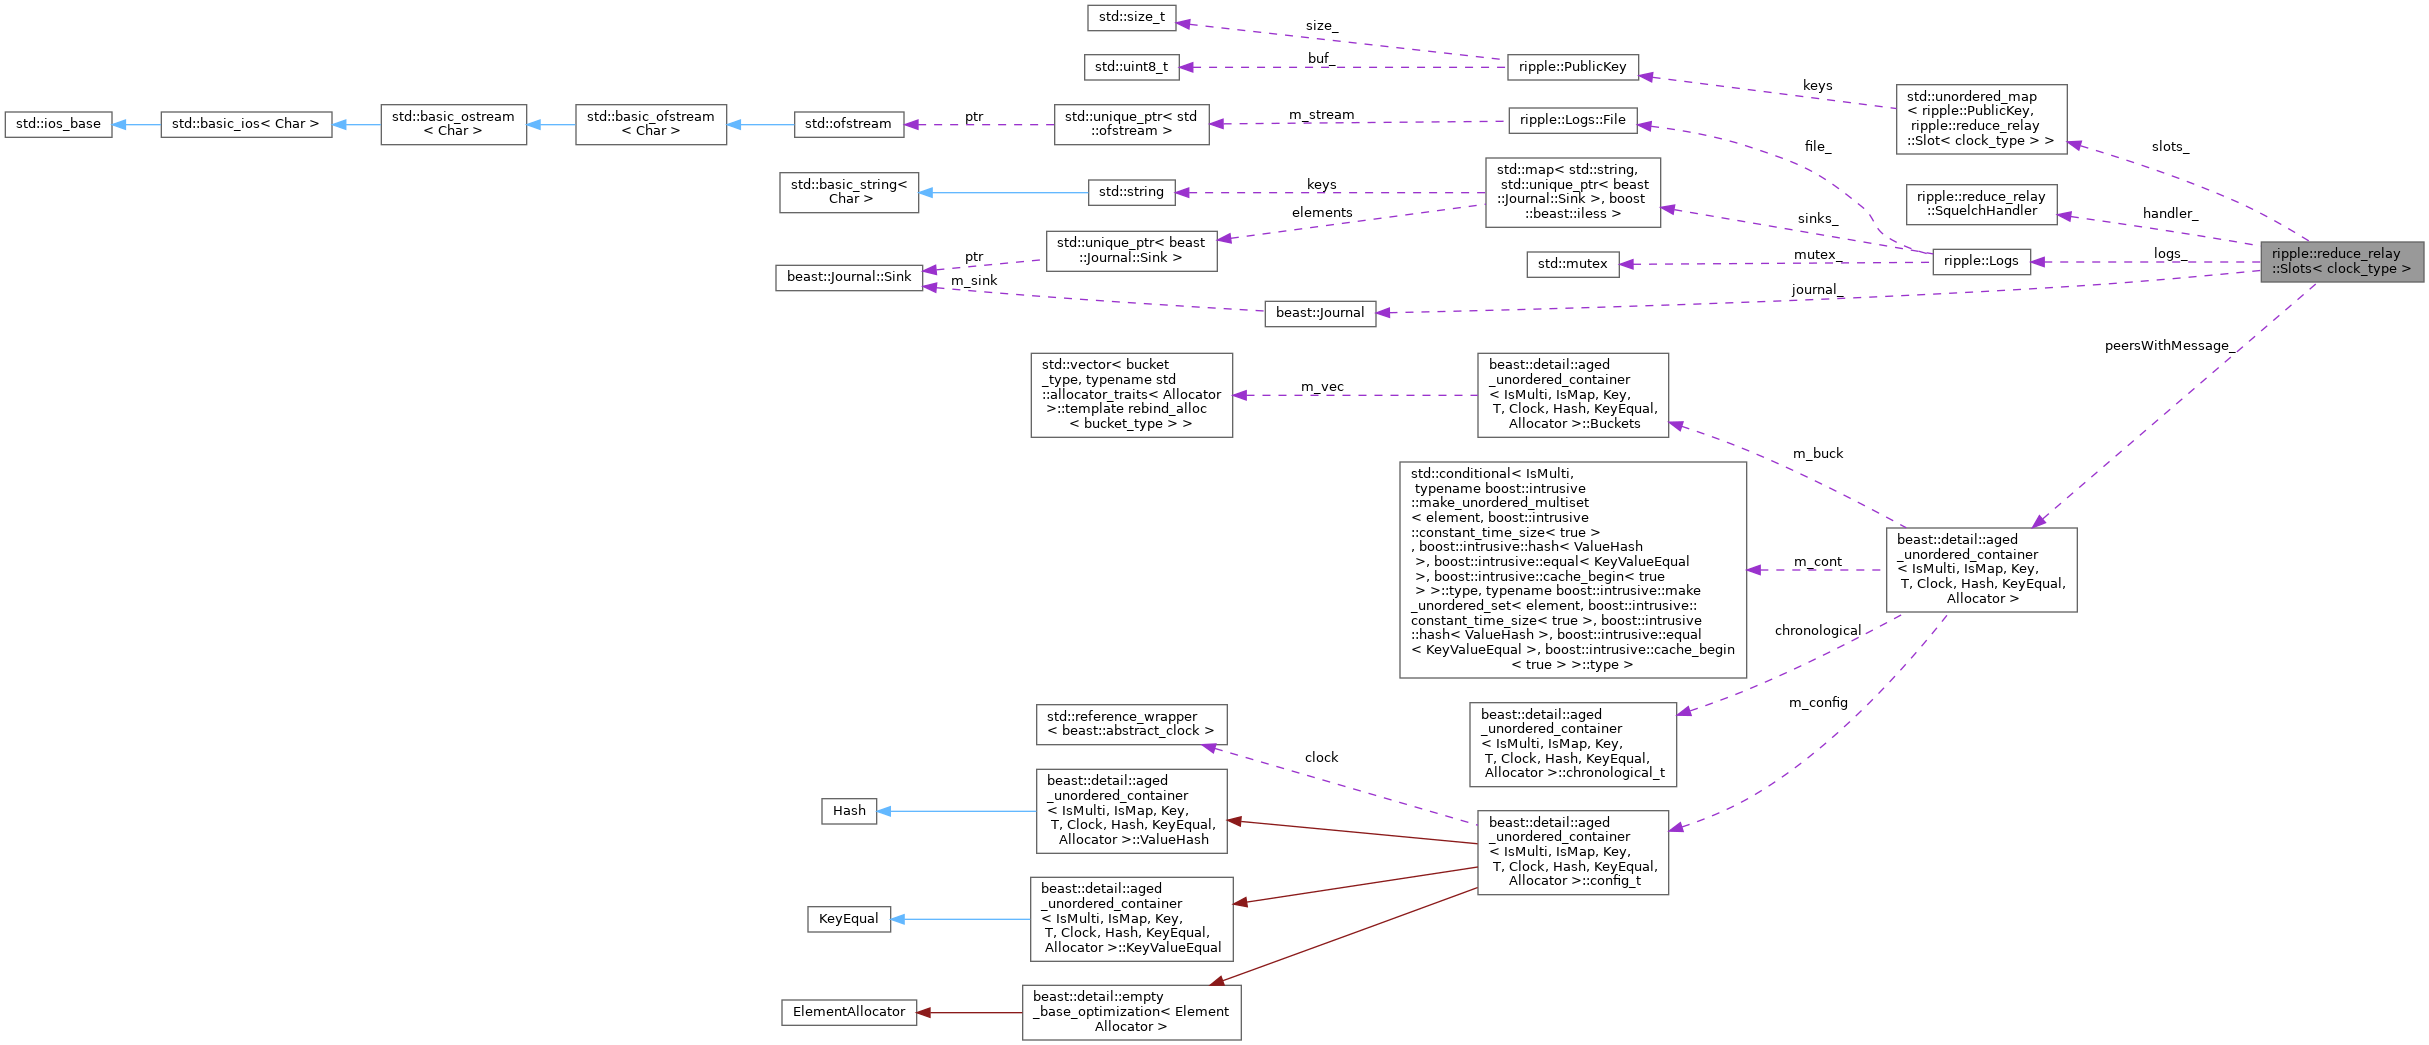 std::size_t
size_
std::uint8_t
buf_
ripple::PublicKey
keys
std::unordered_map
< ripple::PublicKey,
ripple::reduce_relay
::Slot< clock_type > >
slots_
std::ios_base
std::basic_ios< Char >
std::basic_ostream
< Char >
std::basic_ofstream
< Char >
std::ofstream
ptr
std::unique_ptr< std
::ofstream >
m_stream
ripple::Logs::File
file_
std::basic_string<
Char >
std::string
keys
elements
std::map< std::string,
std::unique_ptr< beast
::Journal::Sink >, boost
::beast::iless >
sinks_
ripple::reduce_relay
::SquelchHandler
handler_
std::unique_ptr< beast
::Journal::Sink >
ptr
beast::Journal::Sink
m_sink
std::mutex
mutex_
ripple::Logs
logs_
ripple::reduce_relay
::Slots< clock_type >
beast::Journal
journal_
peersWithMessage_
std::vector< bucket
_type, typename std
::allocator_traits< Allocator
>::template rebind_alloc
< bucket_type > >
m_vec
beast::detail::aged
_unordered_container
< IsMulti, IsMap, Key,
T, Clock, Hash, KeyEqual,
Allocator >::Buckets
m_buck
std::conditional< IsMulti,
typename boost::intrusive
::make_unordered_multiset
< element, boost::intrusive
::constant_time_size< true >
, boost::intrusive::hash< ValueHash
>, boost::intrusive::equal< KeyValueEqual
>, boost::intrusive::cache_begin< true
> >::type, typename boost::intrusive::make
_unordered_set< element, boost::intrusive::
constant_time_size< true >, boost::intrusive
::hash< ValueHash >, boost::intrusive::equal
< KeyValueEqual >, boost::intrusive::cache_begin
< true > >::type >
m_cont
beast::detail::aged
_unordered_container
< IsMulti, IsMap, Key,
T, Clock, Hash, KeyEqual,
Allocator >
chronological
m_config
beast::detail::aged
_unordered_container
< IsMulti, IsMap, Key,
T, Clock, Hash, KeyEqual,
Allocator >::chronological_t
std::reference_wrapper
< beast::abstract_clock >
clock
Hash
beast::detail::aged
_unordered_container
< IsMulti, IsMap, Key,
T, Clock, Hash, KeyEqual,
Allocator >::ValueHash
beast::detail::aged
_unordered_container
< IsMulti, IsMap, Key,
T, Clock, Hash, KeyEqual,
Allocator >::config_t
KeyEqual
beast::detail::aged
_unordered_container
< IsMulti, IsMap, Key,
T, Clock, Hash, KeyEqual,
Allocator >::KeyValueEqual
ElementAllocator
beast::detail::empty
_base_optimization< Element
Allocator >